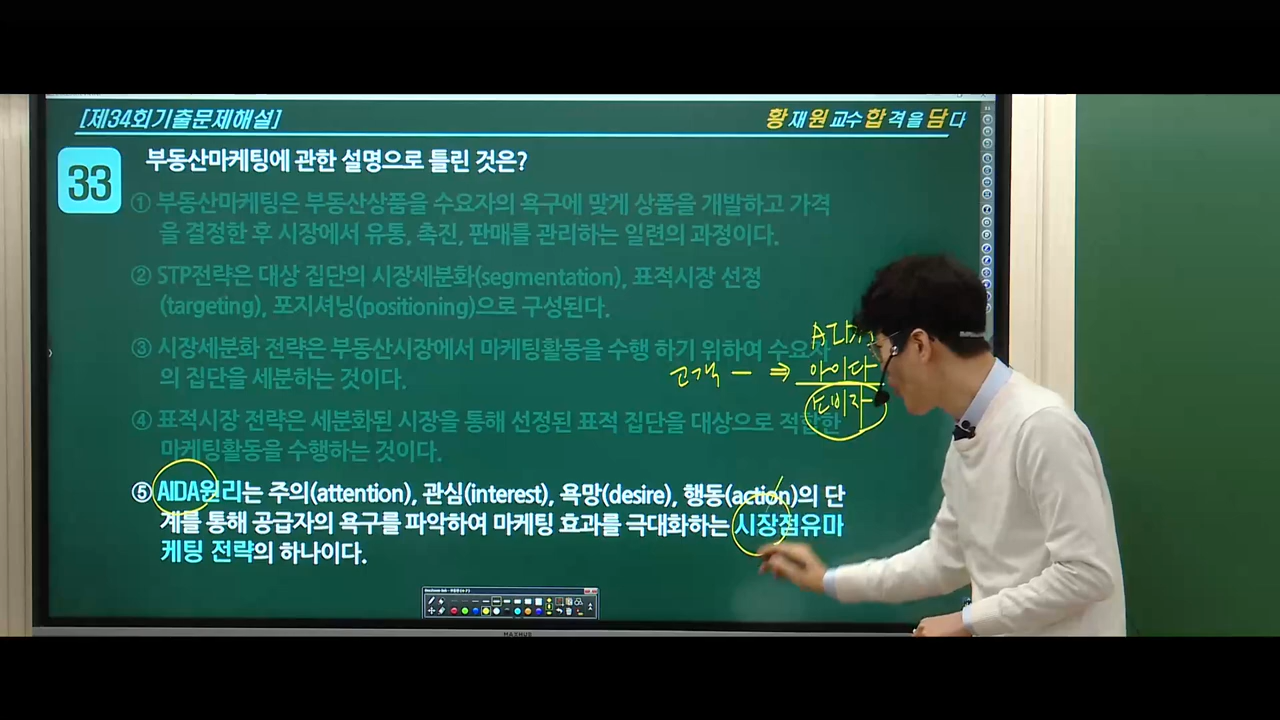 [제34회기출문제해설]
황재원교수합격을담다
33
부동산마케팅에 관한 설명으로 틀린 것은?
① 부동산마케팅은 부동산상품을 수요자의 욕구에 맞게 상품을 개발하고 가격
을 결정한 후 시장에서 유통, 촉진, 판매를 관리하는 일련의 과정이다.
② STP전략은 대상 집단의 시장세분화(segmentation), 표적시장 선정
(targeting), 포지셔닝(positioning)으로 구성된다.
③ 시장세분화 전략은 부동산시장에서 마케팅활동을 수행 하기 위하여 수요자
의 집단을 세분하는 것이다.
④ 표적시장 전략은 세분화된 시장을 통해 선정된 표적 집단을 대상으로 적합한
마케팅활동을 수행하는 것이다.
고객 ⇒
아이다
소비자
⑤ AIDA원리는 주의(attention), 관심(interest), 욕망(desire), 행동(action)의 단
계를 통해 공급자의 욕구를 파악하여 마케팅 효과를 극대화하는 시장점유마
케팅 전략의 하나이다.
MAXHUB